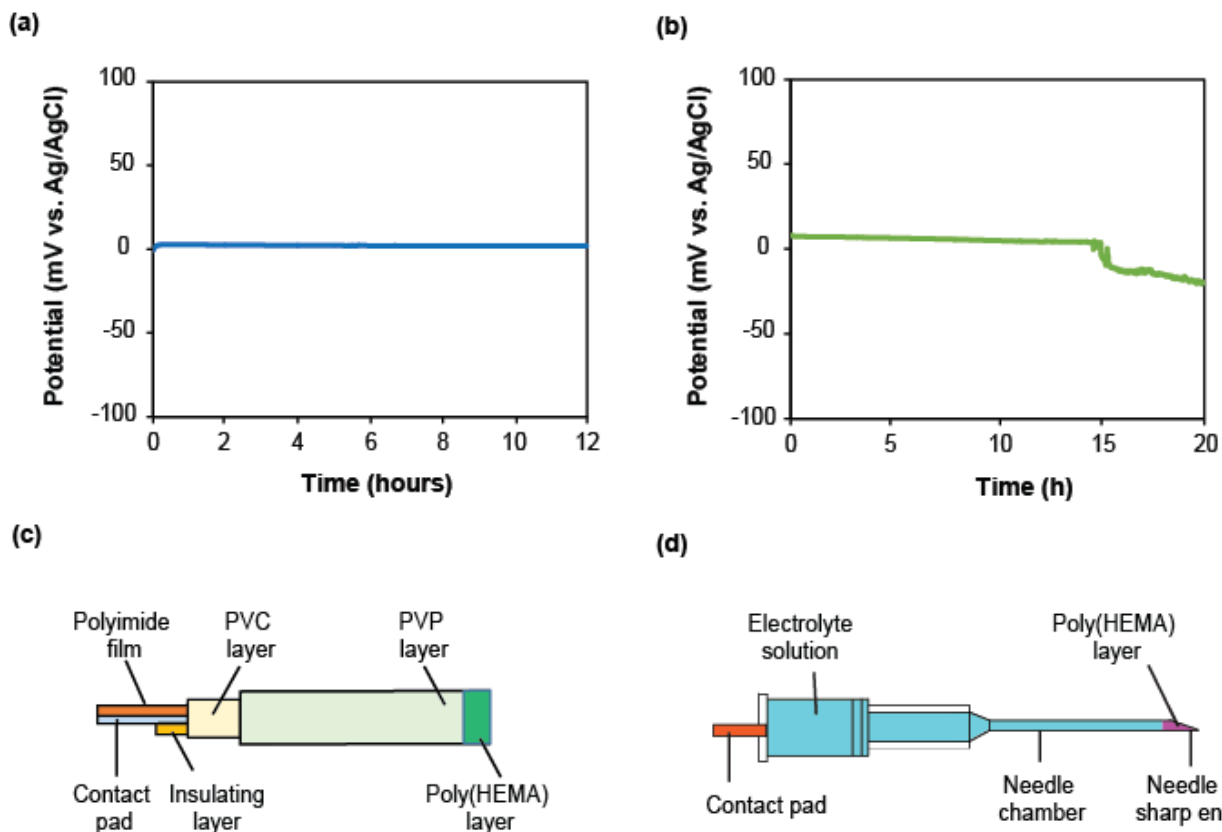 (a)
100
50
0
-50
-100
Potential (mV vs. Ag/AgCl)
0 2 4 6 8 10 12
Time (hours)
(b)
100
50
0
-50
-100
Potential (mV vs. Ag/AgCl)
0 5 10 15 20
Time (h)
(c)
Polyimide
film
PVC
layer
PVP
layer
Contact
pad
Insulating
layer
Poly(HEMA)
layer
(d)
Electrolyte
solution
Poly(HEMA)
layer
Contact pad
Needle
chamber
Needle
sharp en